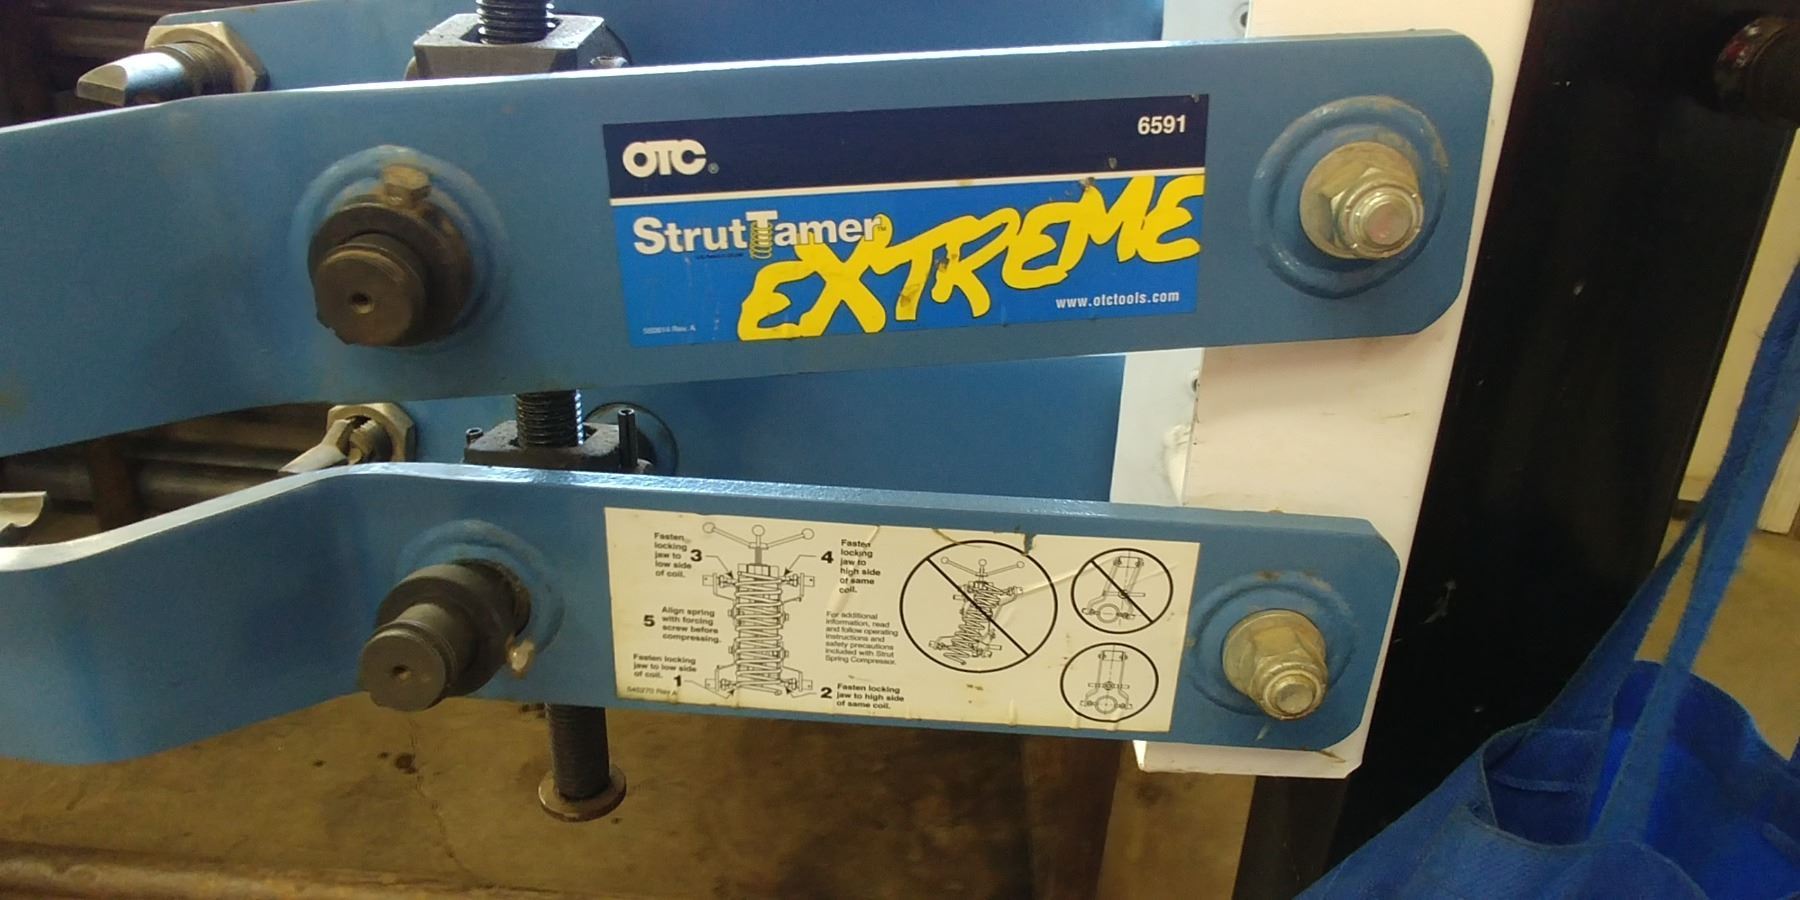 OTC®
6591
StrutTamer™
EXTREME
www.otctools.com
Fasten
locking
jaw to
low side
of coil.
3
4
Fasten
locking
jaw to
high side
of same
coil.
5
Align spring
with forcing
screw before
compressing.
For additional
information, read
and follow operating
instructions and
safety precautions
included with Strut
Spring Compressor.
Fasten locking
jaw to low side
of coil.
1
2
Fasten locking
jaw to high side
of same coil.